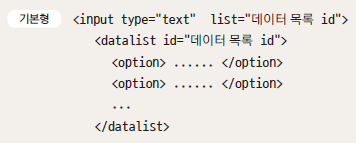 기본형 <input type="text" list="데이터 목록 id">
<datalist id="데이터 목록 id">
<option> ...... </option>
<option> ...... </option>
...
</datalist>